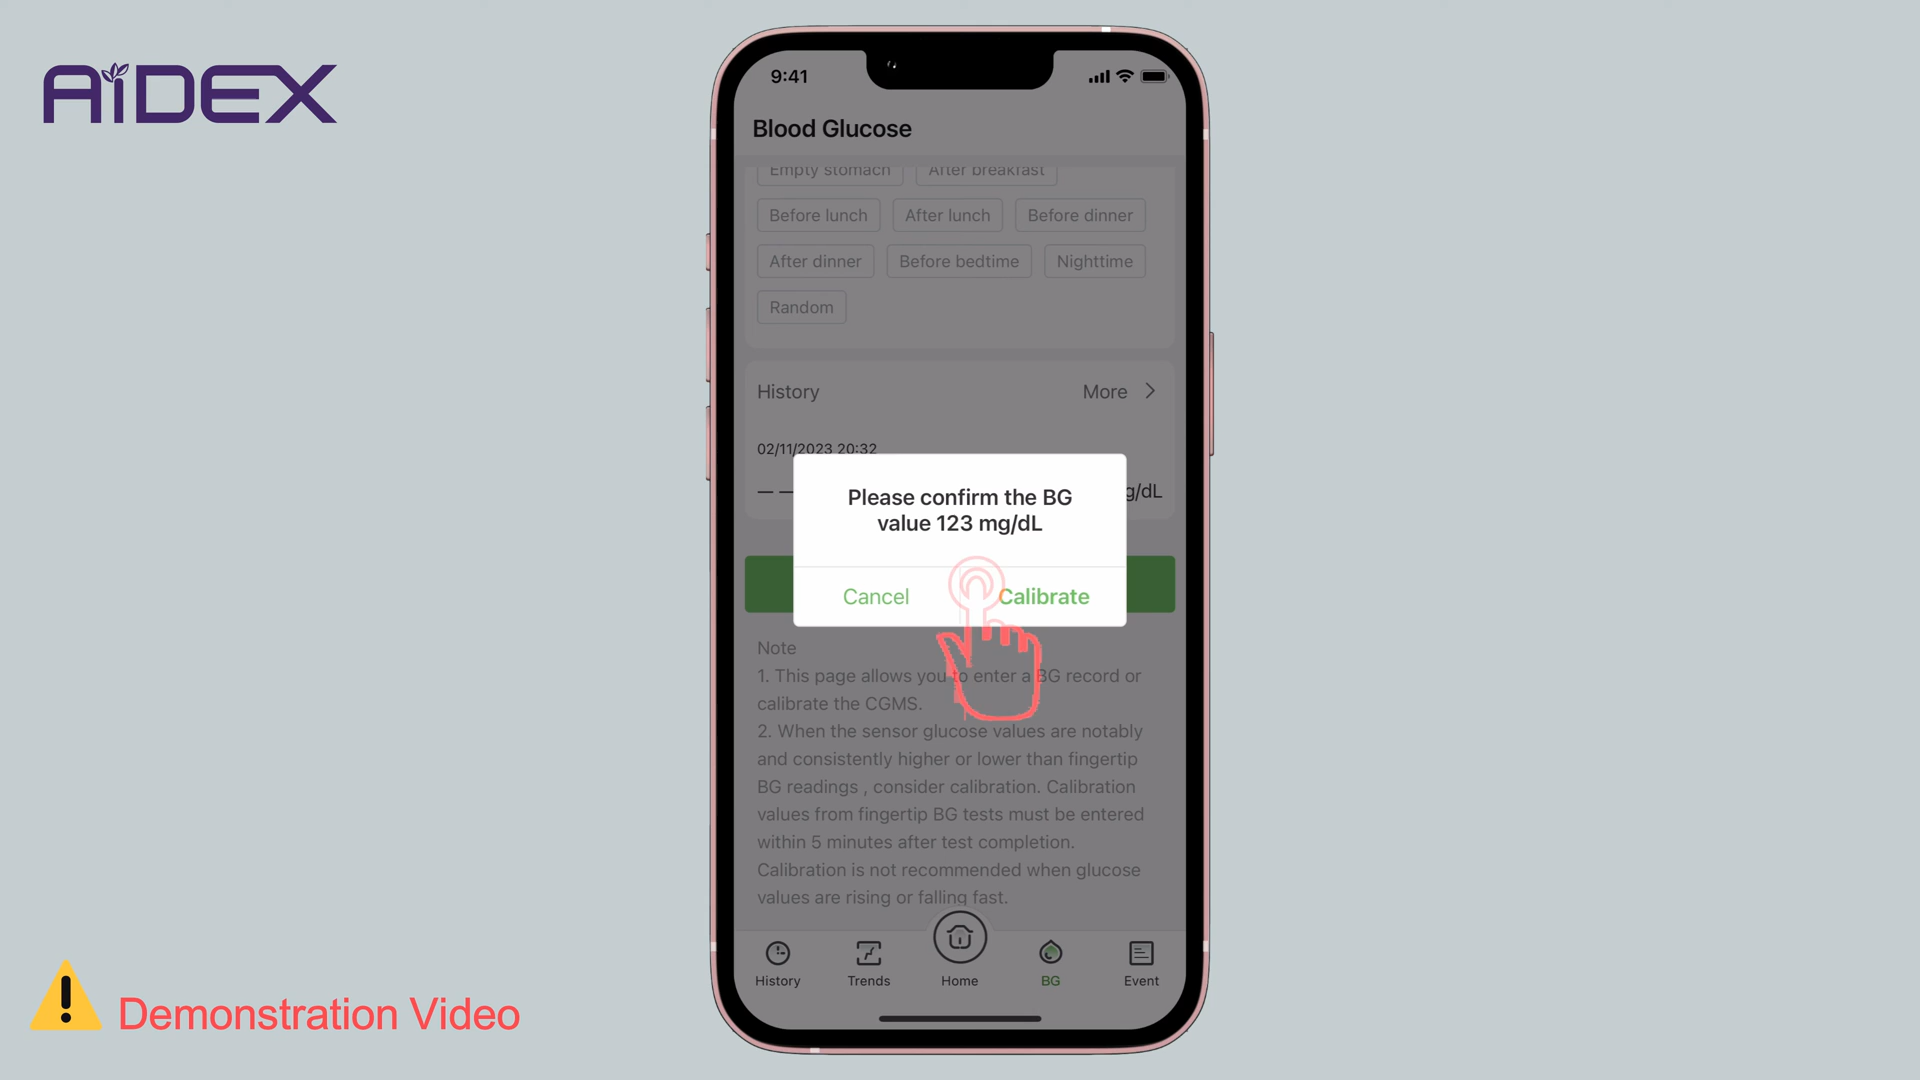 AiDEX
9:41
Blood Glucose
Empty stomach After breakfast
Before lunch After lunch Before dinner
After dinner Before bedtime Nighttime
Random
History More
02/11/2023 20:32
g/dL
Please confirm the BG
value 123 mg/dL
Cancel Calibrate
Note
1. This page allows you to enter a BG record or
calibrate the CGMS.
2. When the sensor glucose values are notably
and consistently higher or lower than fingertip
BG readings , consider calibration. Calibration
values from fingertip BG tests must be entered
within 5 minutes after test completion.
Calibration is not recommended when glucose
values are rising or falling fast.
History Trends Home BG Event
Demonstration Video